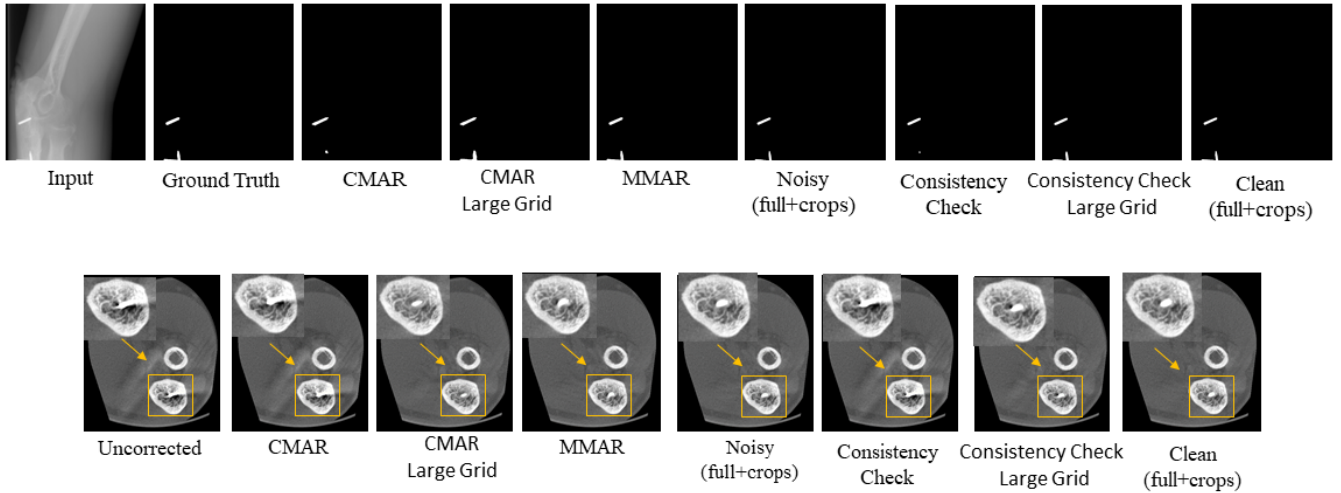 Input
Ground Truth
CMAR
CMAR
Large Grid
MMAR
Noisy
(full+crops)
Consistency
Check
Consistency Check
Large Grid
Clean
(full+crops)
Uncorrected
CMAR
CMAR
Large Grid
MMAR
Noisy
(full+crops)
Consistency
Check
Consistency Check
Large Grid
Clean
(full+crops)